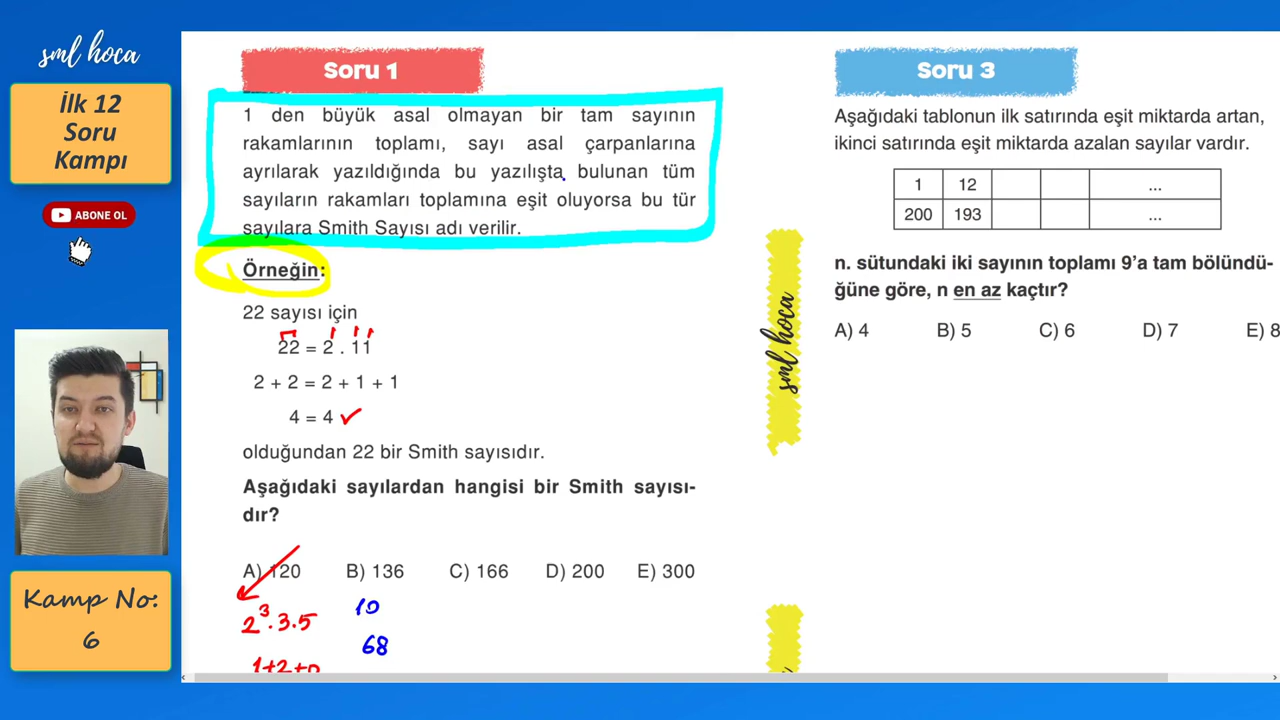 sml hoca
İlk 12
Soru
Kampı
ABONE OL
Kamp No:
6
Soru 1
1 den büyük asal olmayan bir tam sayının
rakamlarının toplamı, sayı asal çarpanlarına
ayrılarak yazıldığında bu yazılışta bulunan tüm
sayıların rakamları toplamına eşit oluyorsa bu tür
sayılara Smith Sayısı adı verilir.
Örneğin:
22 sayısı için
22 = 2 . 11
2 + 2 = 2 + 1 + 1
4 = 4 ✓
olduğundan 22 bir Smith sayısıdır.
Aşağıdaki sayılardan hangisi bir Smith sayısı-
dır?
A) 120 B) 136 C) 166 D) 200 E) 300
2³.3.5 10
68
1+2+0
sml hoca
Soru 3
Aşağıdaki tablonun ilk satırında eşit miktarda artan,
ikinci satırında eşit miktarda azalan sayılar vardır.
1 12 ...
200 193 ...
n. sütundaki iki sayının toplamı 9’a tam bölündü-
ğüne göre, n en az kaçtır?
A) 4 B) 5 C) 6 D) 7 E) 8